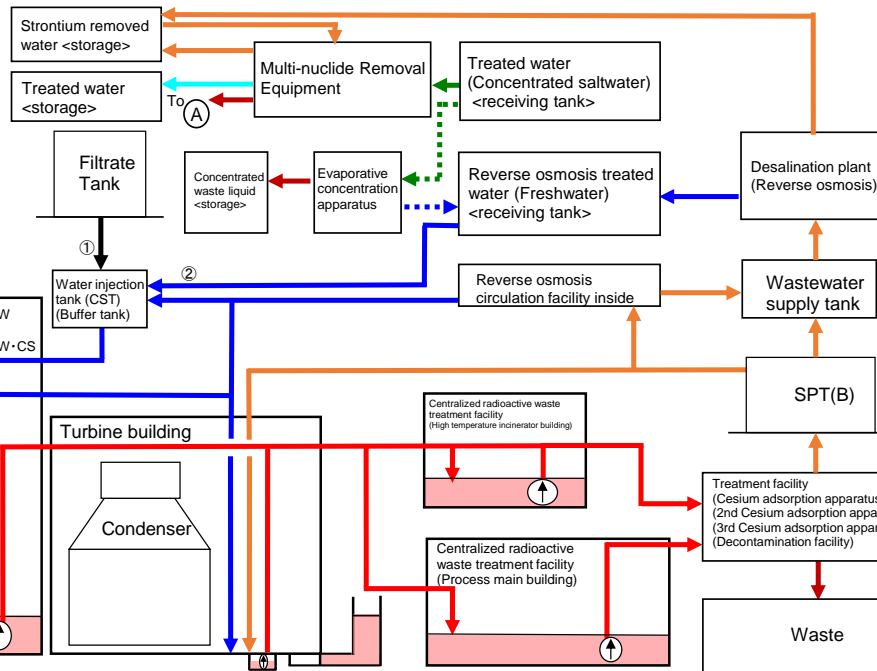 Strontium removed
water <storage>
Treated water
<storage>
To
A
Multi-nuclide Removal
Equipment
Treated water
(Concentrated saltwater)
<receiving tank>
Filtrate
Tank
Concentrated
waste liquid
<storage>
Evaporative
concentration
apparatus
Reverse osmosis treated
water (Freshwater)
<receiving tank>
Desalination plant
(Reverse osmosis)
①
②
Water injection
tank (CST)
(Buffer tank)
Reverse osmosis
circulation facility inside
Wastewater
supply tank
W
W・CS
SPT(B)
Turbine building
Condenser
Centralized radioactive waste
treatment facility
(High temperature incinerator building)
Centralized radioactive
waste treatment facility
(Process main building)
Treatment facility
(Cesium adsorption apparatus
(2nd Cesium adsorption appa
(3rd Cesium adsorption appar
(Decontamination facility)
Waste